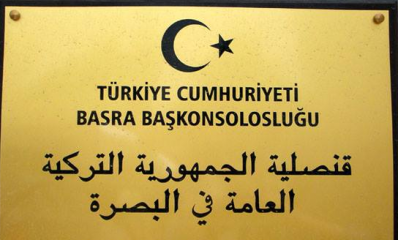 TÜRKİYE CUMHURİYETİ
BASRA BAŞKONSOLOSLUĞU
قنصلية الجمهورية التركية
العامة في البصرة